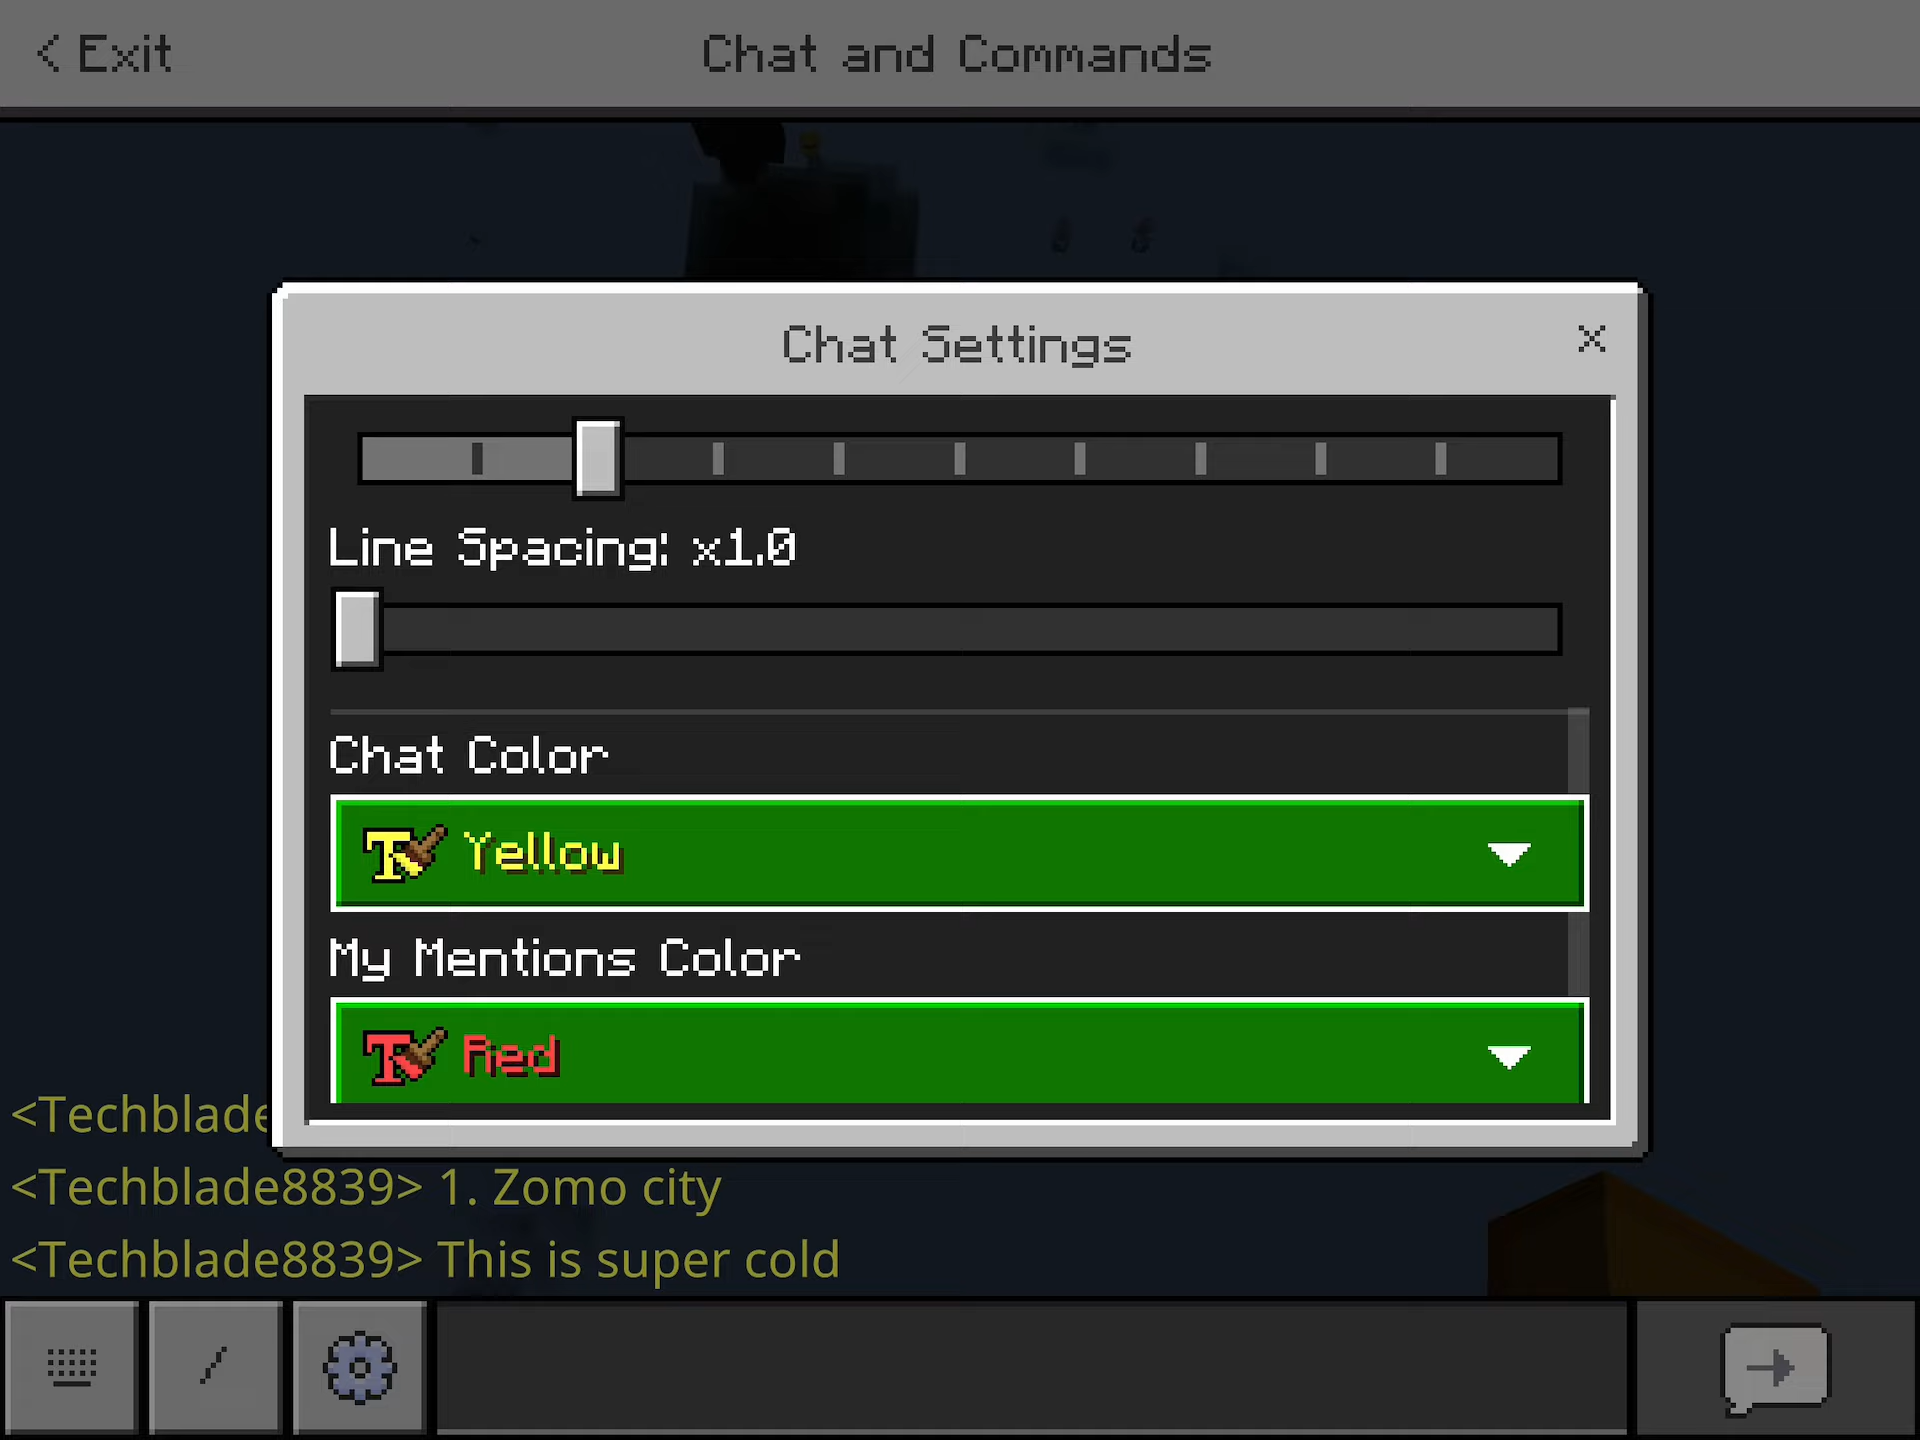 < Exit
Chat and Commands
Chat Settings
Line Spacing: x1.0
Chat Color
Yellow
My Mentions Color
Red
<Techblade
<Techblade8839> 1. Zomo city
<Techblade8839> This is super cold
/